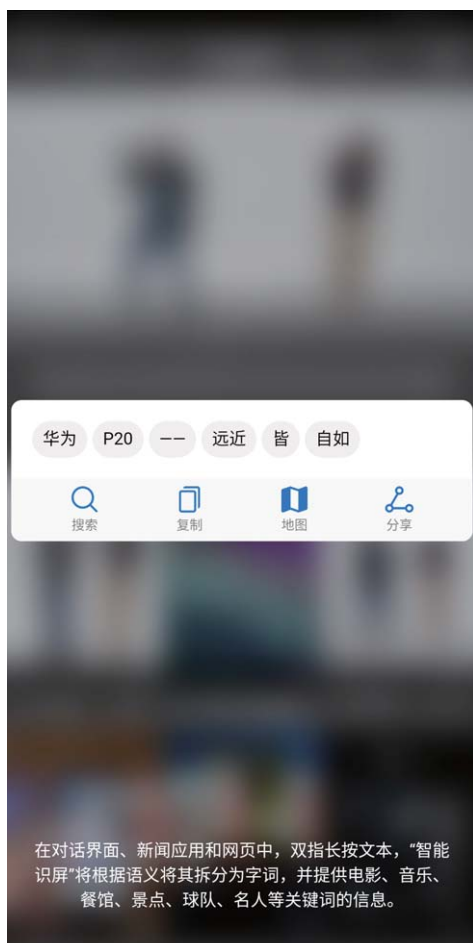 华为 P20 —— 远近 皆 自如
搜索 复制 地图 分享
在对话界面、新闻应用和网页中，双指长按文本，“智能
识屏”将根据语义将其拆分为字词，并提供电影、音乐、
餐馆、景点、球队、名人等关键词的信息。